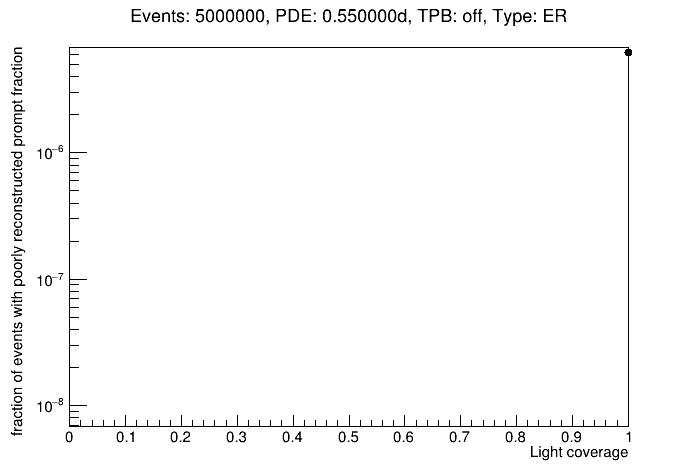 Events: 5000000, PDE: 0.550000d, TPB: off, Type: ER
fraction of events with poorly reconstructed prompt fraction
10⁻⁶
10⁻⁷
10⁻⁸
0 0.1 0.2 0.3 0.4 0.5 0.6 0.7 0.8 0.9 1
Light coverage